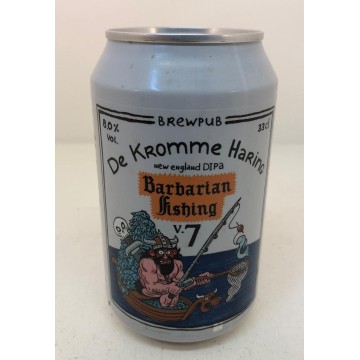 BREWPUB
8.0%
VOL.
33cl
De Kromme Haring
new england DIPA
Barbarian
fishing
V.7